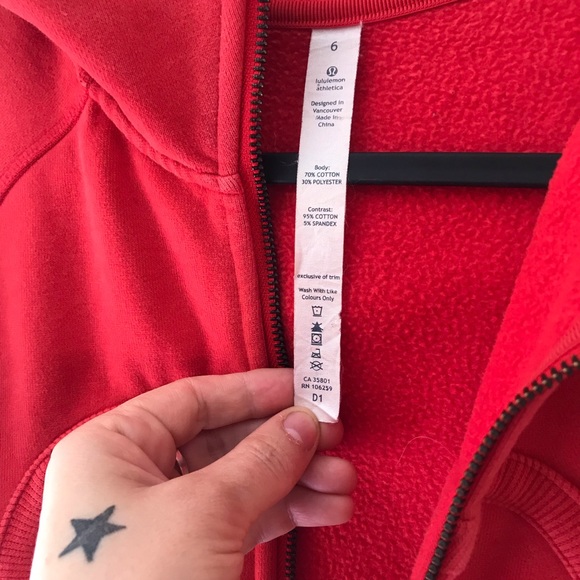 6
lululemon
athletica
Designed in
Vancouver
Made in
China
Body:
70% COTTON
30% POLYESTER
Contrast:
95% COTTON
5% SPANDEX
exclusive of trim
Wash With Like
Colours Only
CA 35801
RN 106259
D1